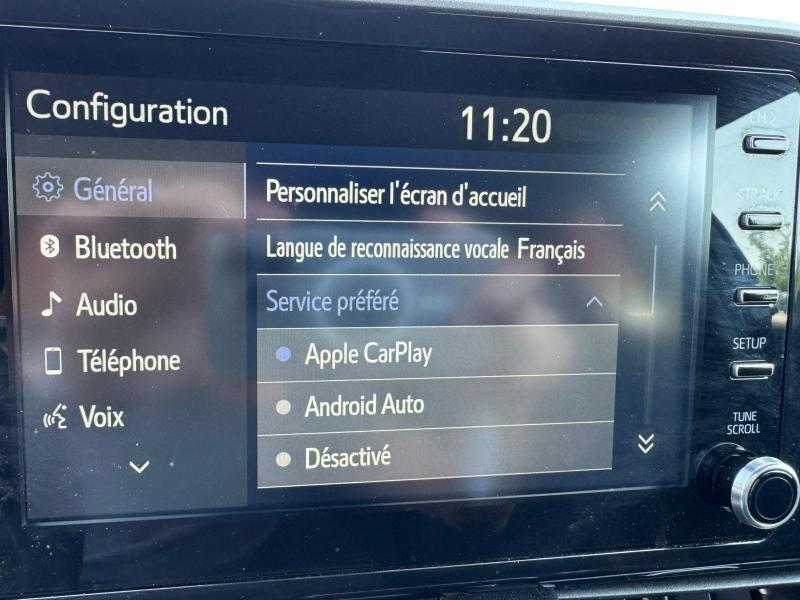 Configuration
11:20
Général
Bluetooth
Audio
Téléphone
Voix
Personnaliser l'écran d'accueil
Langue de reconnaissance vocale Français
Service préféré
Apple CarPlay
Android Auto
Désactivé
CH >
< TRACK
PHONE
SETUP
TUNE
SCROLL